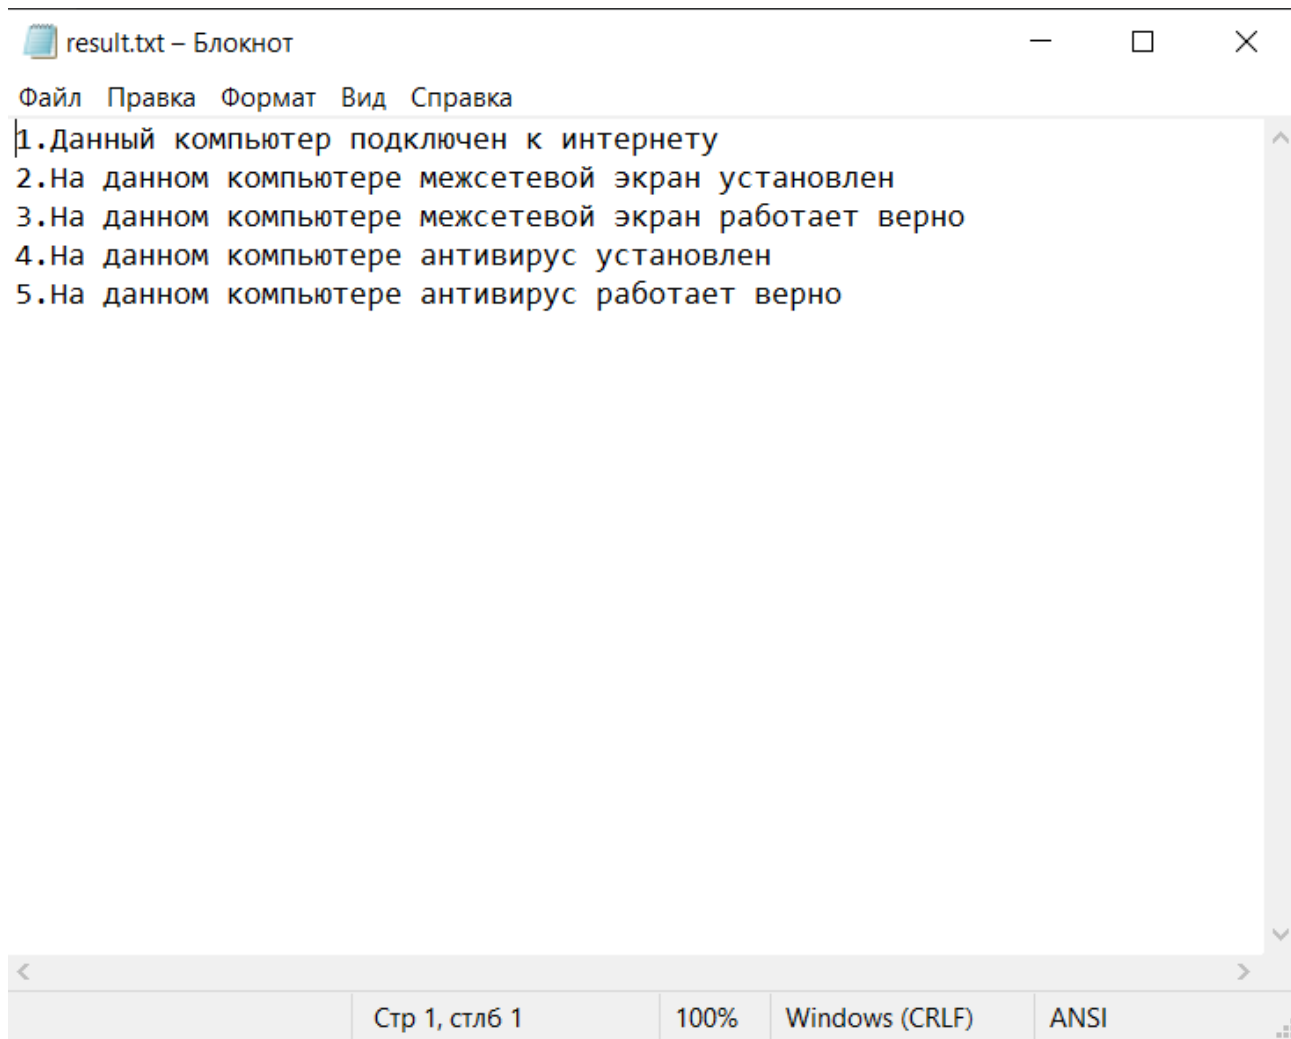 result.txt – Блокнот
Файл Правка Формат Вид Справка
1.Данный компьютер подключен к интернету
2.На данном компьютере межсетевой экран установлен
3.На данном компьютере межсетевой экран работает верно
4.На данном компьютере антивирус установлен
5.На данном компьютере антивирус работает верно
Стр 1, стлб 1 100% Windows (CRLF) ANSI